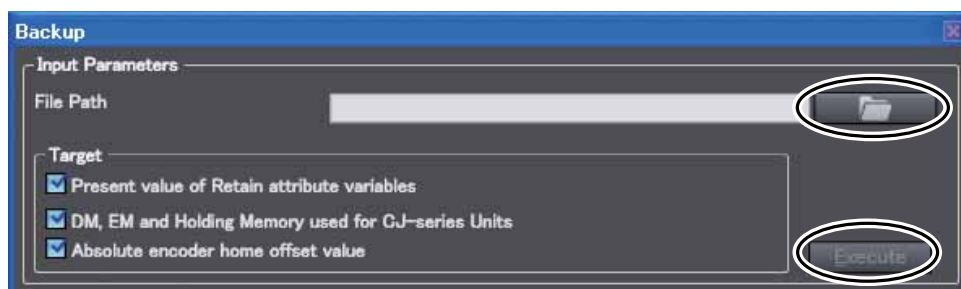 Backup
Input Parameters
File Path
Target
Present value of Retain attribute variables
DM, EM and Holding Memory used for CJ-series Units
Absolute encoder home offset value
Execute